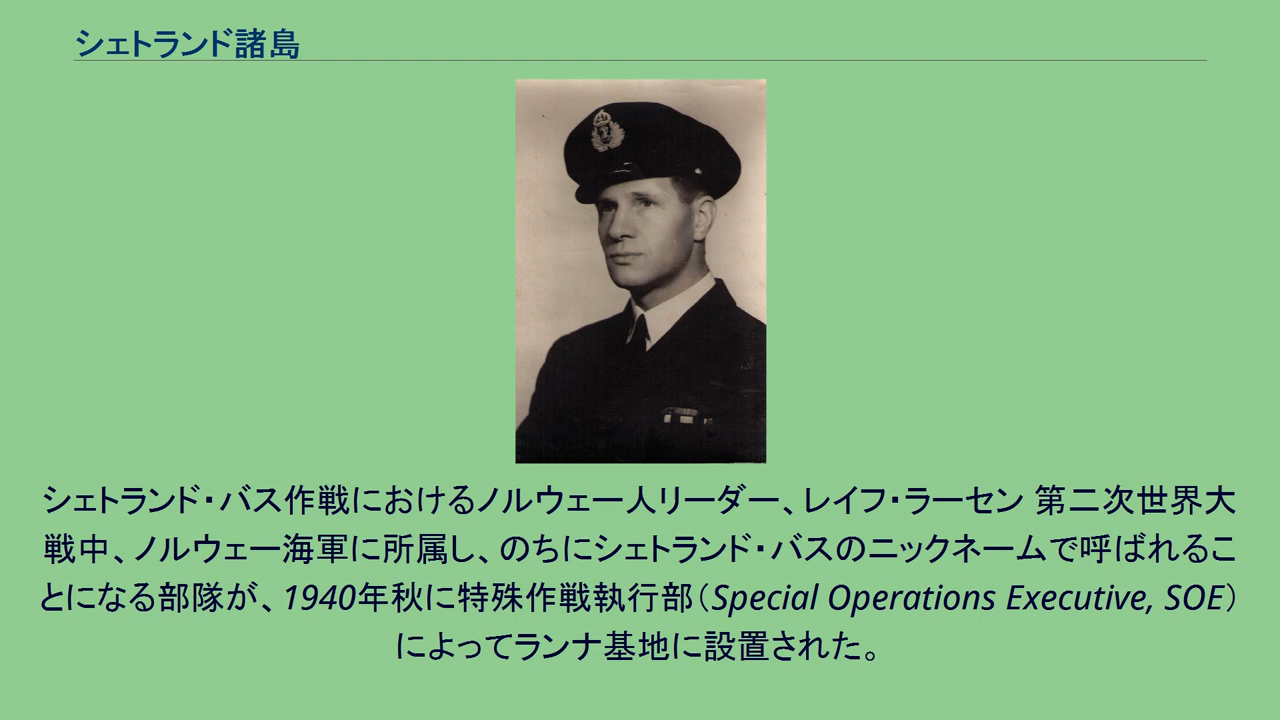 シェトランド諸島
シェトランド・バス作戦におけるノルウェー人リーダー、レイフ・ラーセン 第二次世界大
戦中、ノルウェー海軍に所属し、のちにシェトランド・バスのニックネームで呼ばれるこ
とになる部隊が、1940年秋に特殊作戦執行部（Special Operations Executive, SOE）
によってランナ基地に設置された。